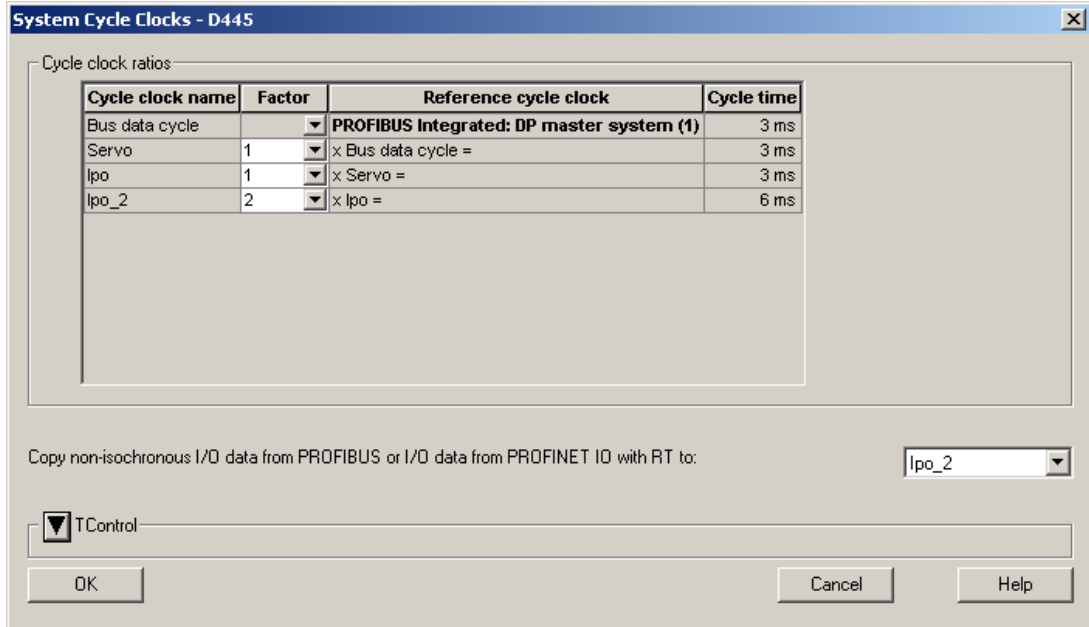 System Cycle Clocks - D445
Cycle clock ratios
Cycle clock name Factor Reference cycle clock Cycle time
Bus data cycle PROFIBUS Integrated: DP master system (1) 3 ms
Servo 1 x Bus data cycle = 3 ms
Ipo 1 x Servo = 3 ms
Ipo_2 2 x Ipo = 6 ms
Copy non-isochronous I/O data from PROFIBUS or I/O data from PROFINET IO with RT to: Ipo_2
TControl
OK Cancel Help